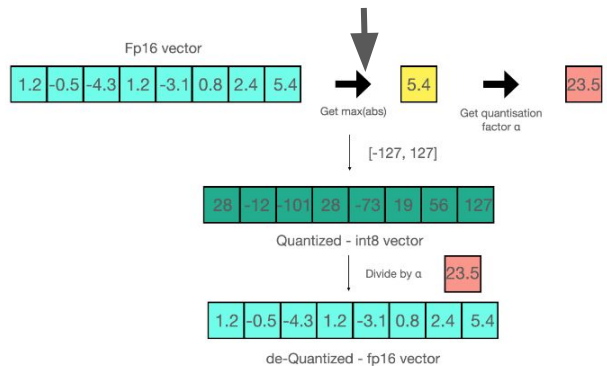 Fp16 vector
1.2 -0.5 -4.3 1.2 -3.1 0.8 2.4 5.4
Get max(abs)
5.4
Get quantisation
factor α
23.5
[-127, 127]
28 -12 -101 28 -73 19 56 127
Quantized - int8 vector
Divide by α
23.5
1.2 -0.5 -4.3 1.2 -3.1 0.8 2.4 5.4
de-Quantized - fp16 vector